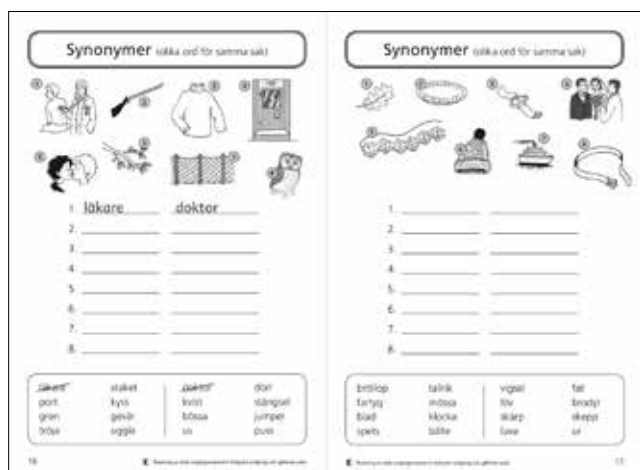 Synonymer (olika ord för samma sak)
1. läkare doktor
2.
3.
4.
5.
6.
7.
8.
läkare staket doktor dörr
port kyss kvist stängsel
gren gevär bössa jumper
tröja uggla uv puss
16
Synonymer (olika ord för samma sak)
1.
2.
3.
4.
5.
6.
7.
8.
bröllop tallrik vigsel fat
fartyg mössa löv brodyr
blad klocka skärp skepp
spets bälte luva ur
17